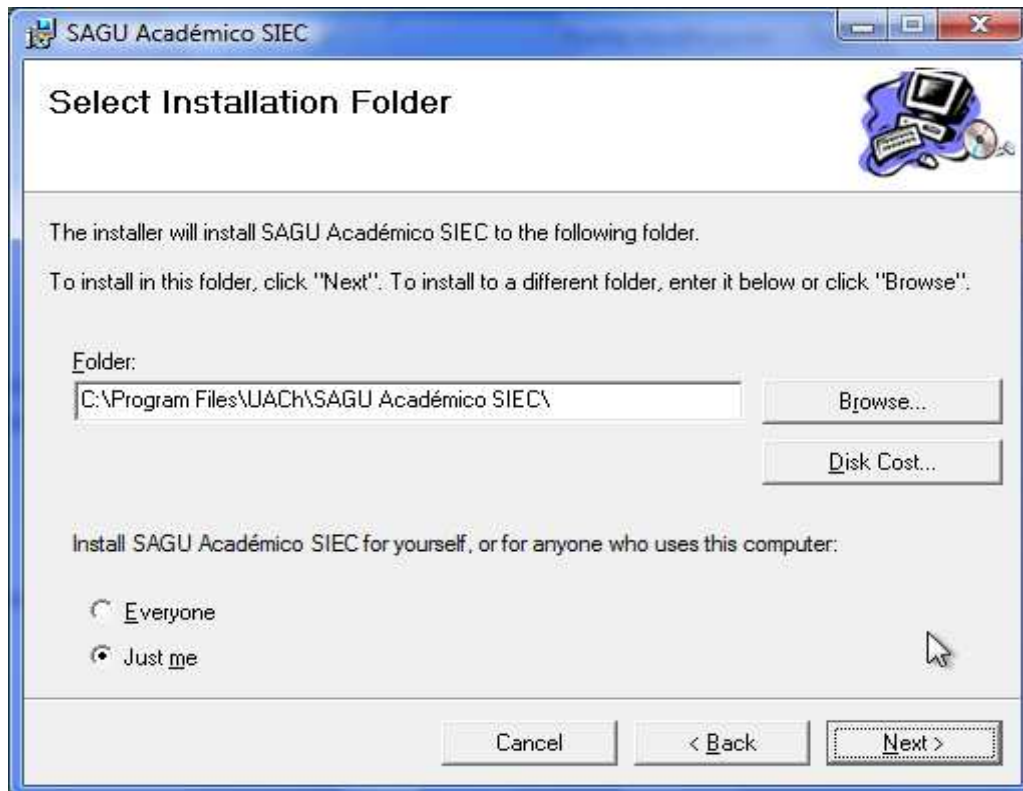 SAGU Académico SIEC
Select Installation Folder
The installer will install SAGU Académico SIEC to the following folder.
To install in this folder, click "Next". To install to a different folder, enter it below or click "Browse".
Folder:
C:\Program Files\UACh\SAGU Académico SIEC\
Browse...
Disk Cost...
Install SAGU Académico SIEC for yourself, or for anyone who uses this computer:
Everyone
Just me
Cancel
< Back
Next >